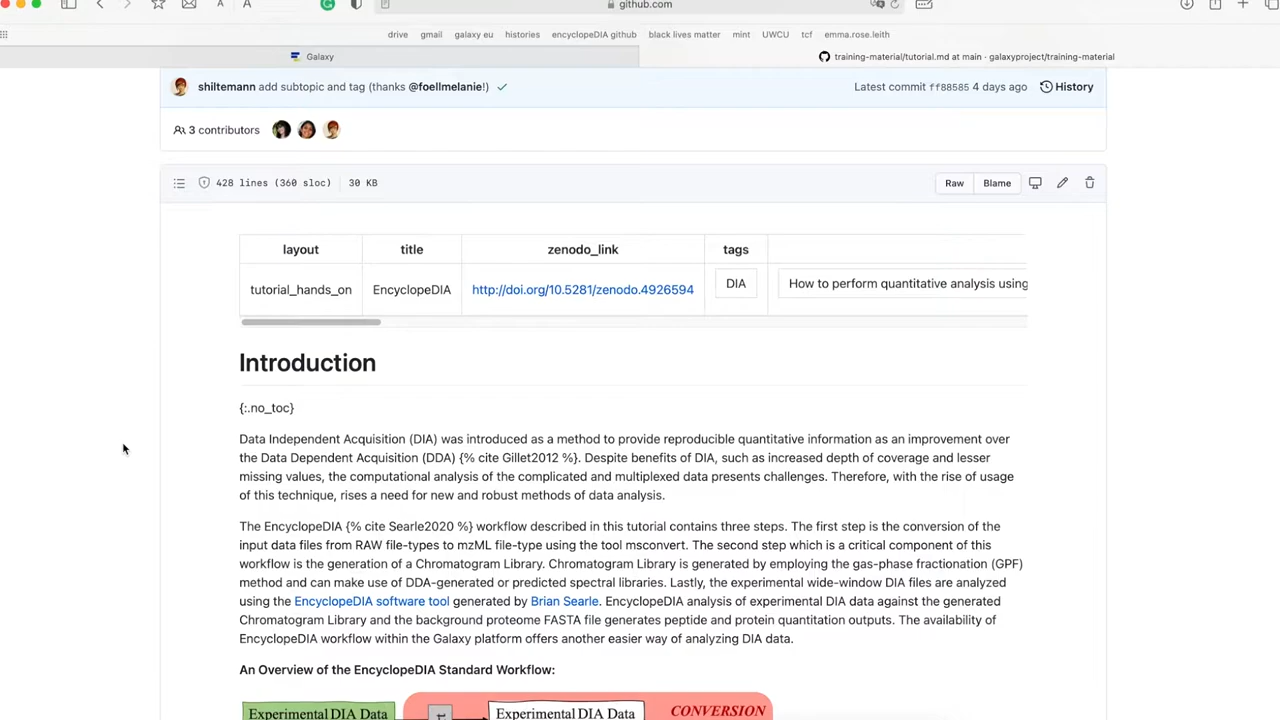 A A github.com
drive gmail galaxy eu histories encyclopeDIA github black lives matter mint UWCU tcf emma.rose.leith
Galaxy training-material/tutorial.md at main · galaxyproject/training-material
shiltemann add subtopic and tag (thanks @foellmelanie!) Latest commit ff88585 4 days ago History
3 contributors
428 lines (360 sloc) 30 KB Raw Blame
layout title zenodo_link tags
tutorial_hands_on EncyclopeDIA http://doi.org/10.5281/zenodo.4926594 DIA How to perform quantitative analysis using
Introduction
{:.no_toc}
Data Independent Acquisition (DIA) was introduced as a method to provide reproducible quantitative information as an improvement over
the Data Dependent Acquisition (DDA) {% cite Gillet2012 %}. Despite benefits of DIA, such as increased depth of coverage and lesser
missing values, the computational analysis of the complicated and multiplexed data presents challenges. Therefore, with the rise of usage
of this technique, rises a need for new and robust methods of data analysis.
The EncyclopeDIA {% cite Searle2020 %} workflow described in this tutorial contains three steps. The first step is the conversion of the
input data files from RAW file-types to mzML file-type using the tool msconvert. The second step which is a critical component of this
workflow is the generation of a Chromatogram Library. Chromatogram Library is generated by employing the gas-phase fractionation (GPF)
method and can make use of DDA-generated or predicted spectral libraries. Lastly, the experimental wide-window DIA files are analyzed
using the EncyclopeDIA software tool generated by Brian Searle. EncyclopeDIA analysis of experimental DIA data against the generated
Chromatogram Library and the background proteome FASTA file generates peptide and protein quantitation outputs. The availability of
EncyclopeDIA workflow within the Galaxy platform offers another easier way of analyzing DIA data.
An Overview of the EncyclopeDIA Standard Workflow:
Experimental DIA Data Experimental DIA Data CONVERSION